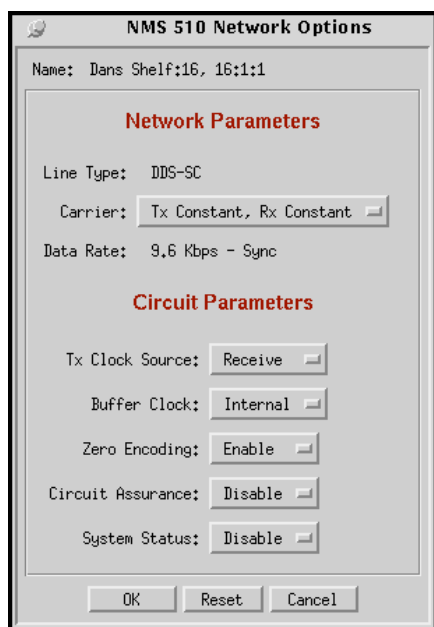 NMS 510 Network Options
Name: Dans Shelf:16, 16:1:1
Network Parameters
Line Type: DDS-SC
Carrier: Tx Constant, Rx Constant
Data Rate: 9.6 Kbps - Sync
Circuit Parameters
Tx Clock Source: Receive
Buffer Clock: Internal
Zero Encoding: Enable
Circuit Assurance: Disable
System Status: Disable
OK Reset Cancel